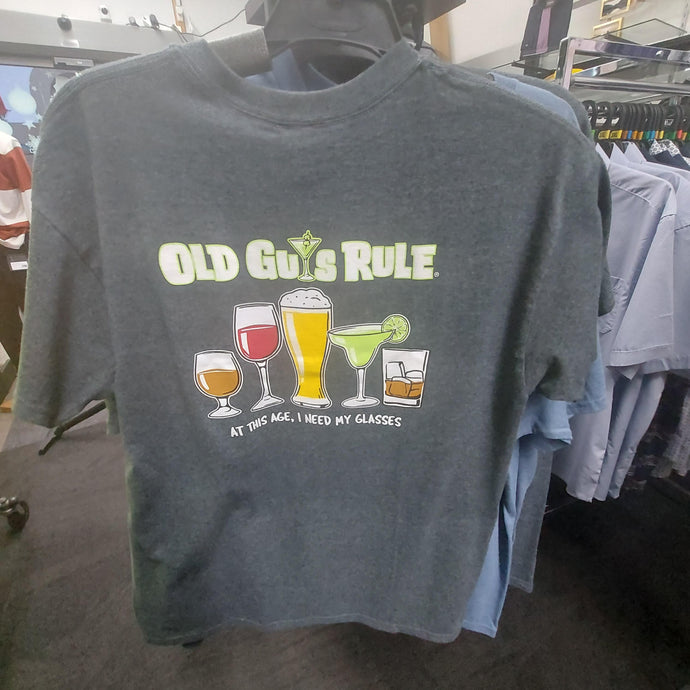 OLD GUYS RULE®
AT THIS AGE, I NEED MY GLASSES